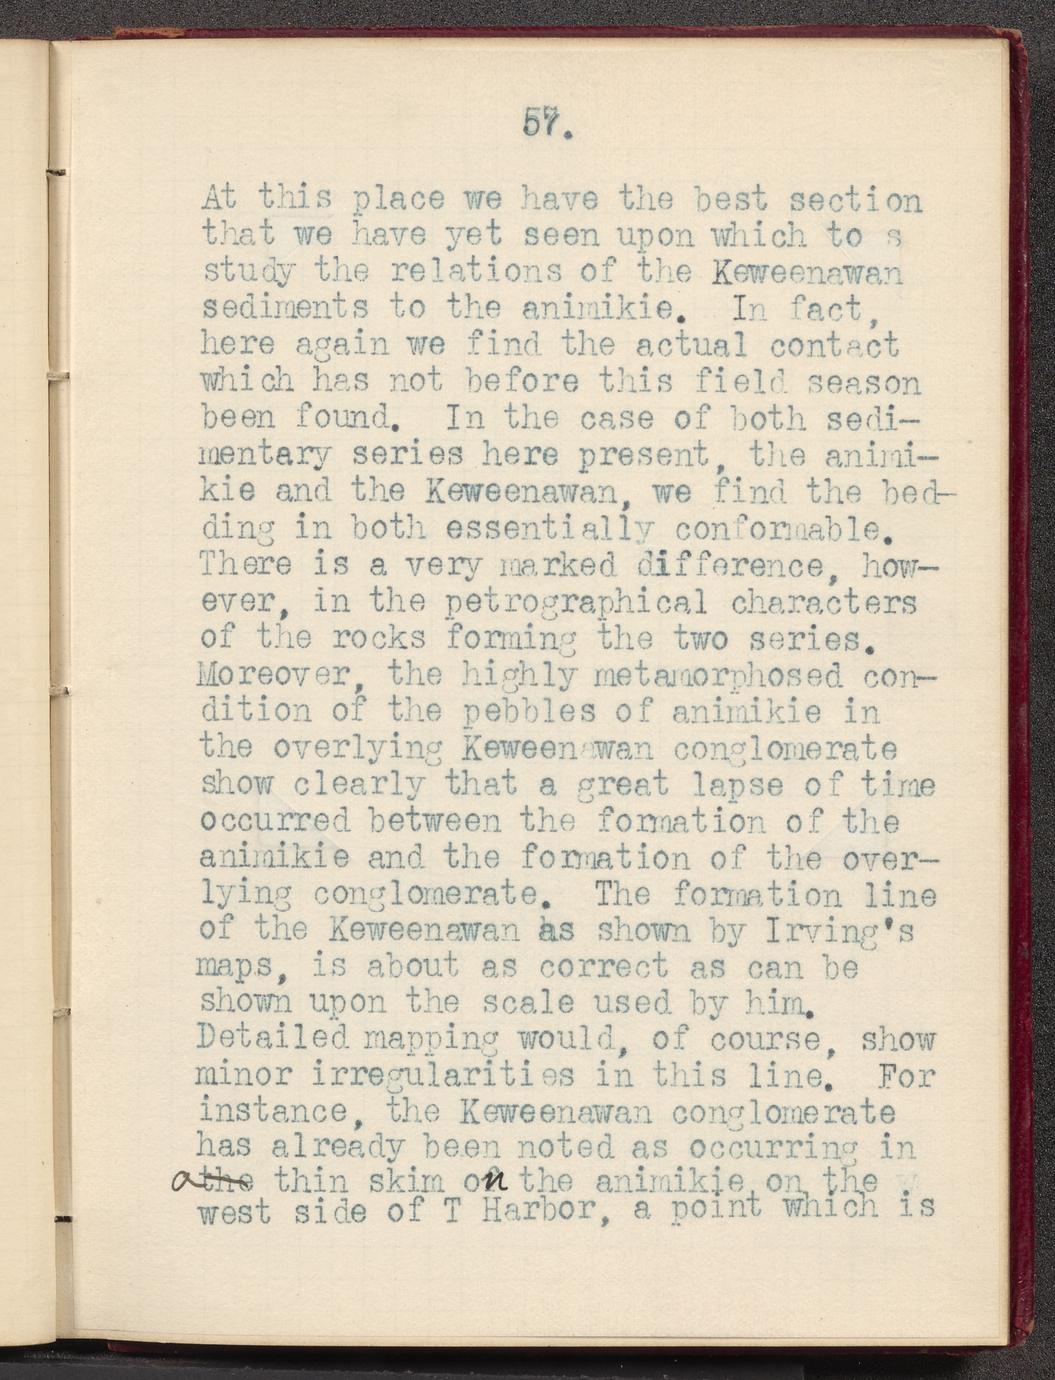 57.
At this place we have the best section
that we have yet seen upon which to s
study the relations of the Keweenawan
sediments to the animikie.  In fact,
here again we find the actual contact
which has not before this field season
been found.  In the case of both sedi-
mentary series here present, the animi-
kie and the Keweenawan, we find the bed-
ding in both essentially conformable.
There is a very marked difference, how-
ever, in the petrographical characters
of the rocks forming the two series.
Moreover, the highly metamorphosed con-
dition of the pebbles of animikie in
the overlying Keweenawan conglomerate
show clearly that a great lapse of time
occurred between the formation of the
animikie and the formation of the over-
lying conglomerate.  The formation line
of the Keweenawan as shown by Irving's
maps, is about as correct as can be
shown upon the scale used by him.
Detailed mapping would, of course, show
minor irregularities in this line.  For
instance, the Keweenawan conglomerate
has already been noted as occurring in
a the thin skim on the animikie on the
west side of T Harbor, a point which is